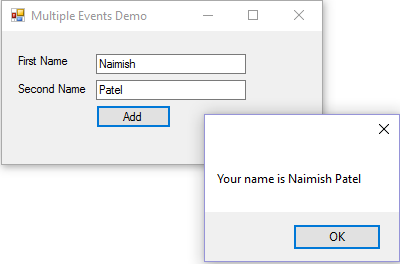 Multiple Events Demo
First Name Naimish
Second Name Patel
Add
Your name is Naimish Patel
OK